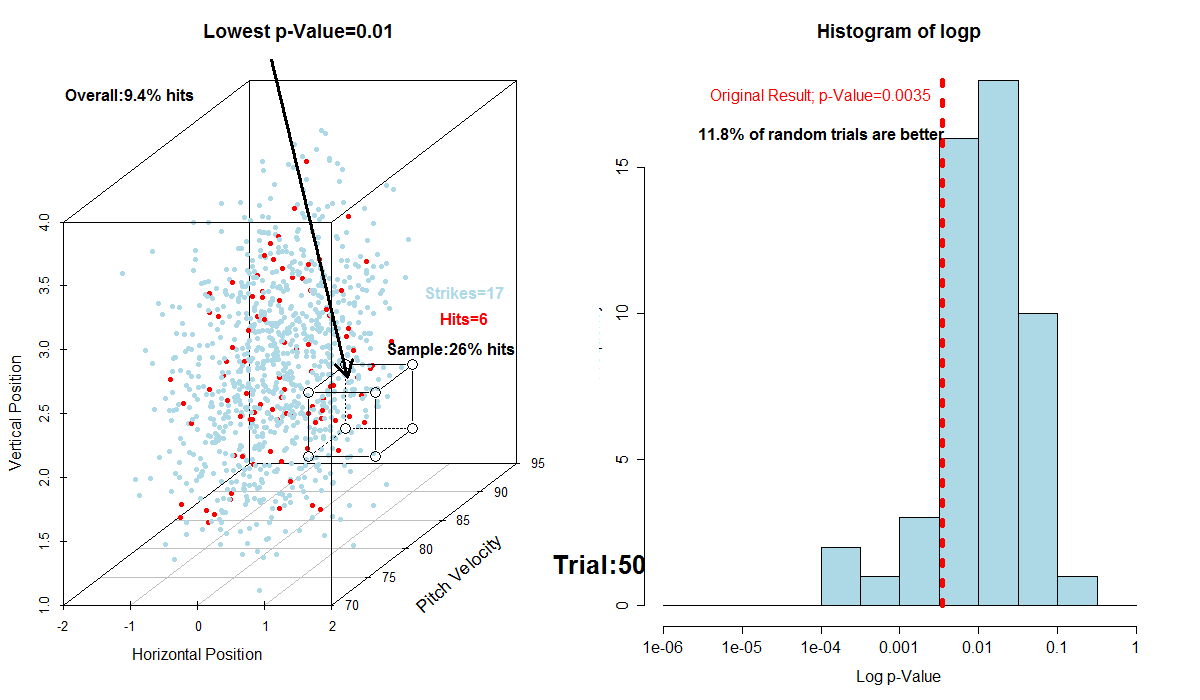 Lowest p-Value=0.01
Overall:9.4% hits
Strikes=17
Hits=6
Sample:26% hits
Vertical Position
4.0
3.5
3.0
2.5
2.0
1.5
1.0
-2 -1 0 1 2
Horizontal Position
70
75
80
85
90
95
Pitch Velocity
Trial:50
Histogram of logp
Original Result; p-Value=0.0035
11.8% of random trials are better
15
10
5
0
1e-06 1e-05 1e-04 0.001 0.01 0.1 1
Log p-Value